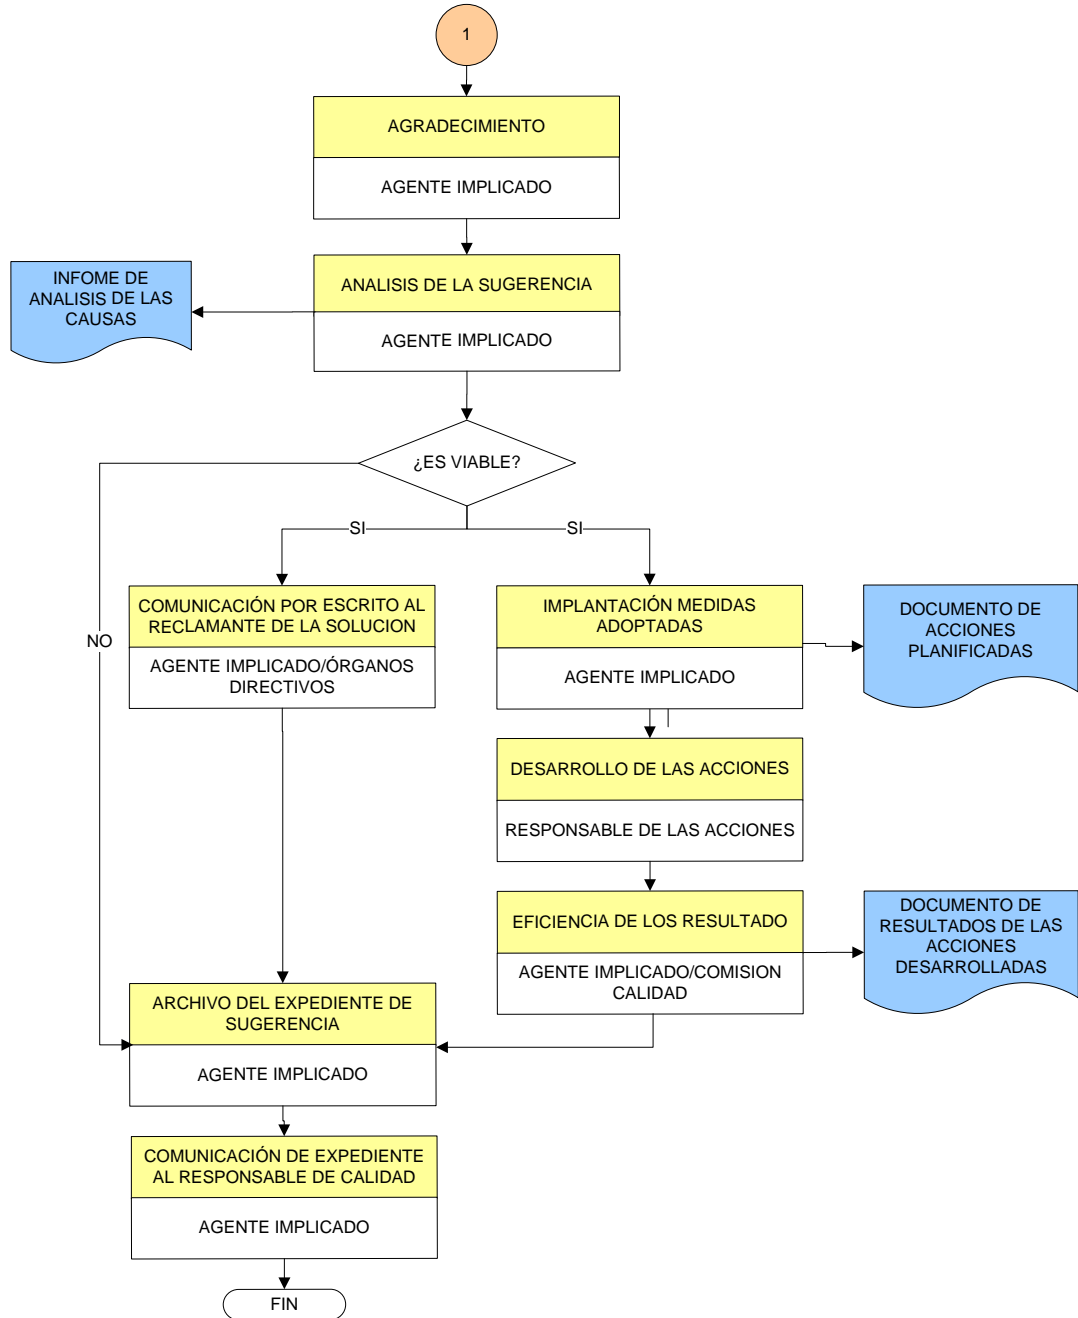 1
AGRADECIMIENTO
AGENTE IMPLICADO
INFOME DE
ANALISIS DE LAS
CAUSAS
ANALISIS DE LA SUGERENCIA
AGENTE IMPLICADO
¿ES VIABLE?
SI
SI
NO
COMUNICACIÓN POR ESCRITO AL
RECLAMANTE DE LA SOLUCION
AGENTE IMPLICADO/ÓRGANOS
DIRECTIVOS
IMPLANTACIÓN MEDIDAS
ADOPTADAS
AGENTE IMPLICADO
DOCUMENTO DE
ACCIONES
PLANIFICADAS
DESARROLLO DE LAS ACCIONES
RESPONSABLE DE LAS ACCIONES
EFICIENCIA DE LOS RESULTADO
AGENTE IMPLICADO/COMISION
CALIDAD
DOCUMENTO DE
RESULTADOS DE LAS
ACCIONES
DESARROLLADAS
ARCHIVO DEL EXPEDIENTE DE
SUGERENCIA
AGENTE IMPLICADO
COMUNICACIÓN DE EXPEDIENTE
AL RESPONSABLE DE CALIDAD
AGENTE IMPLICADO
FIN